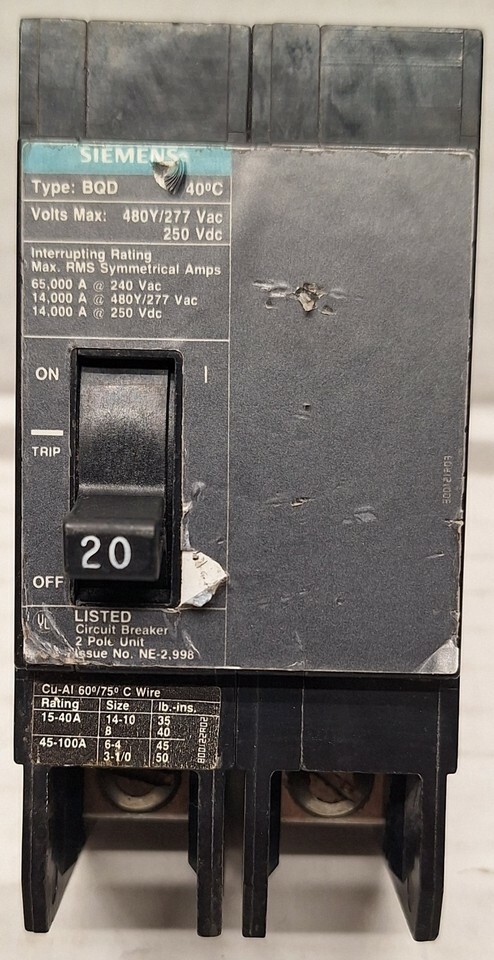 SIEMENS
Type: BQD 40°C
Volts Max: 480Y/277 Vac
250 Vdc
Interrupting Rating
Max. RMS Symmetrical Amps
65,000 A @ 240 Vac
14,000 A @ 480Y/277 Vac
14,000 A @ 250 Vdc
ON |
TRIP
20
OFF
UL LISTED
Circuit Breaker
2 Pole Unit
Issue No. NE-2,998
Cu-Al 60°/75° C Wire
Rating Size lb.-ins.
15-40A 14-10 35
8 40
45-100A 6-4 45
3-1/0 50